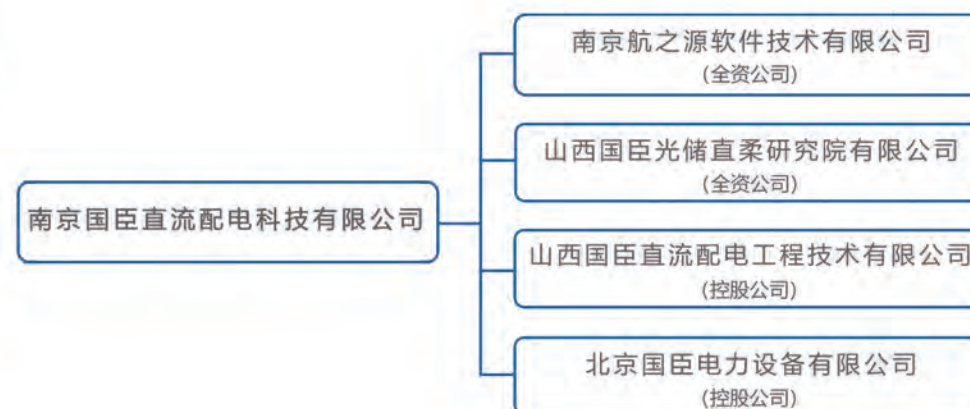 南京国臣直流配电科技有限公司
南京航之源软件技术有限公司
(全资公司)
山西国臣光储直柔研究院有限公司
(全资公司)
山西国臣直流配电工程技术有限公司
(控股公司)
北京国臣电力设备有限公司
(控股公司)